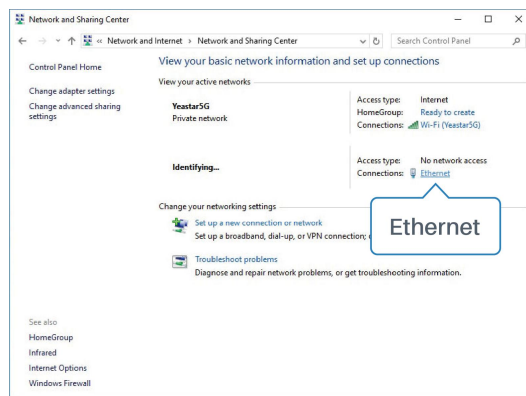 Network and Sharing Center
« Network and Internet › Network and Sharing Center
Search Control Panel
Control Panel Home
Change adapter settings
Change advanced sharing
settings
View your basic network information and set up connections
View your active networks
Yeastar5G
Private network
Access type: Internet
HomeGroup: Ready to create
Connections: Wi-Fi (Yeastar5G)
Identifying...
Access type: No network access
Connections: Ethernet
Ethernet
Change your networking settings
Set up a new connection or network
Set up a broadband, dial-up, or VPN connection;
Troubleshoot problems
Diagnose and repair network problems, or get troubleshooting information.
See also
HomeGroup
Infrared
Internet Options
Windows Firewall